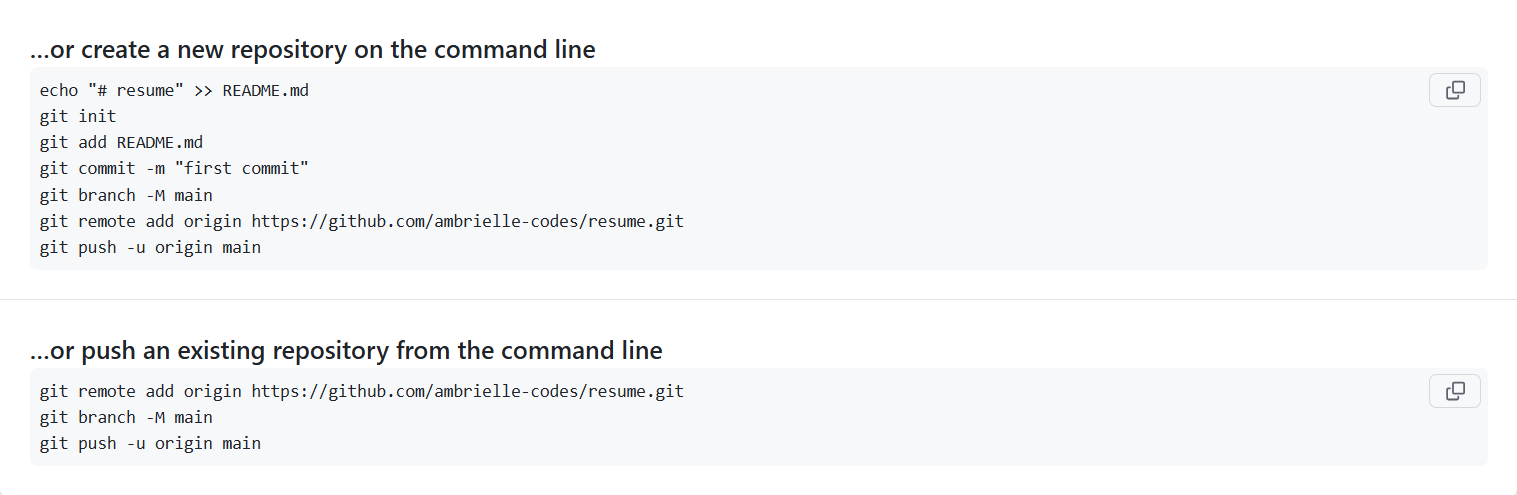 ...or create a new repository on the command line
echo "# resume" >> README.md
git init
git add README.md
git commit -m "first commit"
git branch -M main
git remote add origin https://github.com/ambrielle-codes/resume.git
git push -u origin main
...or push an existing repository from the command line
git remote add origin https://github.com/ambrielle-codes/resume.git
git branch -M main
git push -u origin main